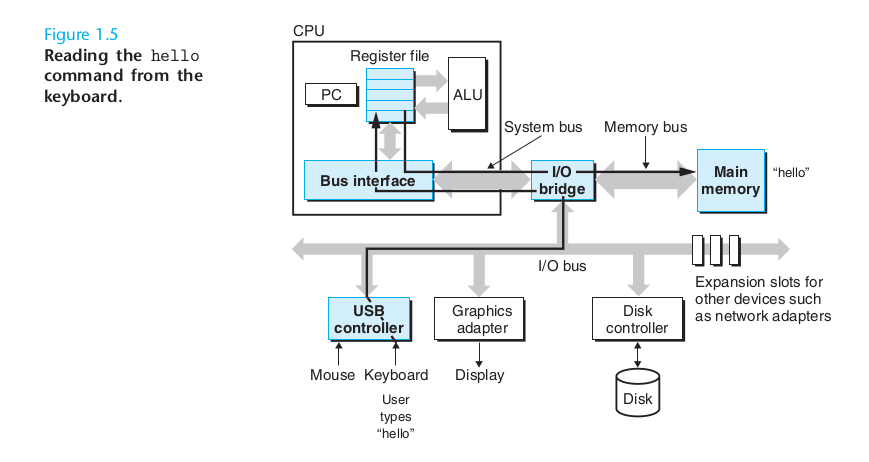 Figure 1.5
Reading the hello
command from the
keyboard.
CPU
Register file
PC
ALU
System bus
Memory bus
Bus interface
I/O
bridge
Main
memory
"hello"
I/O bus
Expansion slots for
other devices such
as network adapters
USB
controller
Graphics
adapter
Disk
controller
Mouse
Keyboard
Display
Disk
User
types
"hello"